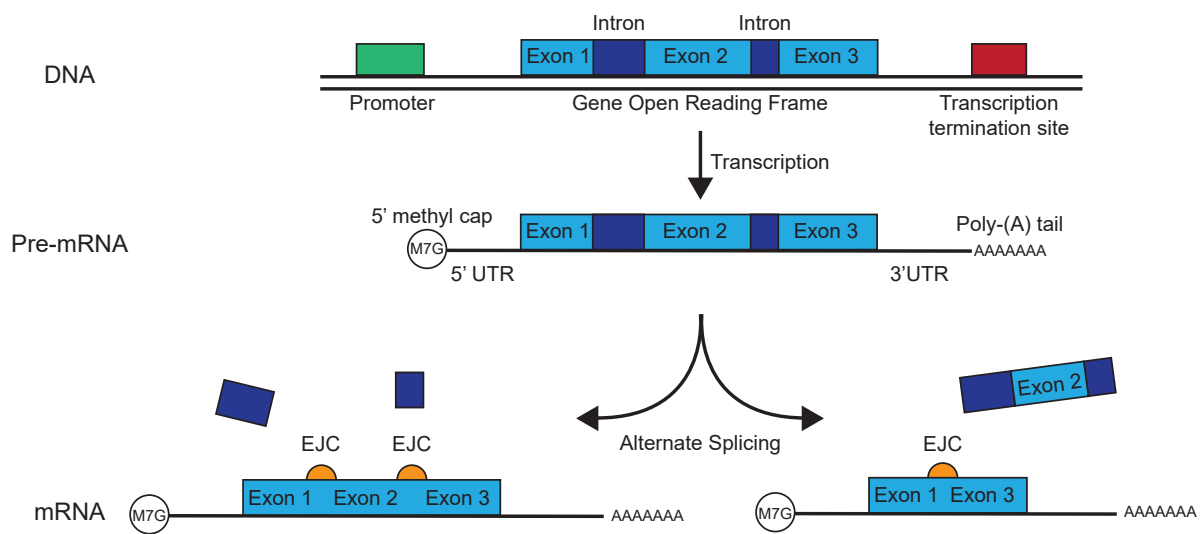 Intron
Intron
DNA
Exon 1
Exon 2
Exon 3
Promoter
Gene Open Reading Frame
Transcription
termination site
Transcription
5’ methyl cap
Poly-(A) tail
Pre-mRNA
M7G
Exon 1
Exon 2
Exon 3
AAAAAAA
5’ UTR
3’UTR
Exon 2
Alternate Splicing
EJC
EJC
EJC
mRNA
M7G
Exon 1
Exon 2
Exon 3
AAAAAAA
M7G
Exon 1
Exon 3
AAAAAAA